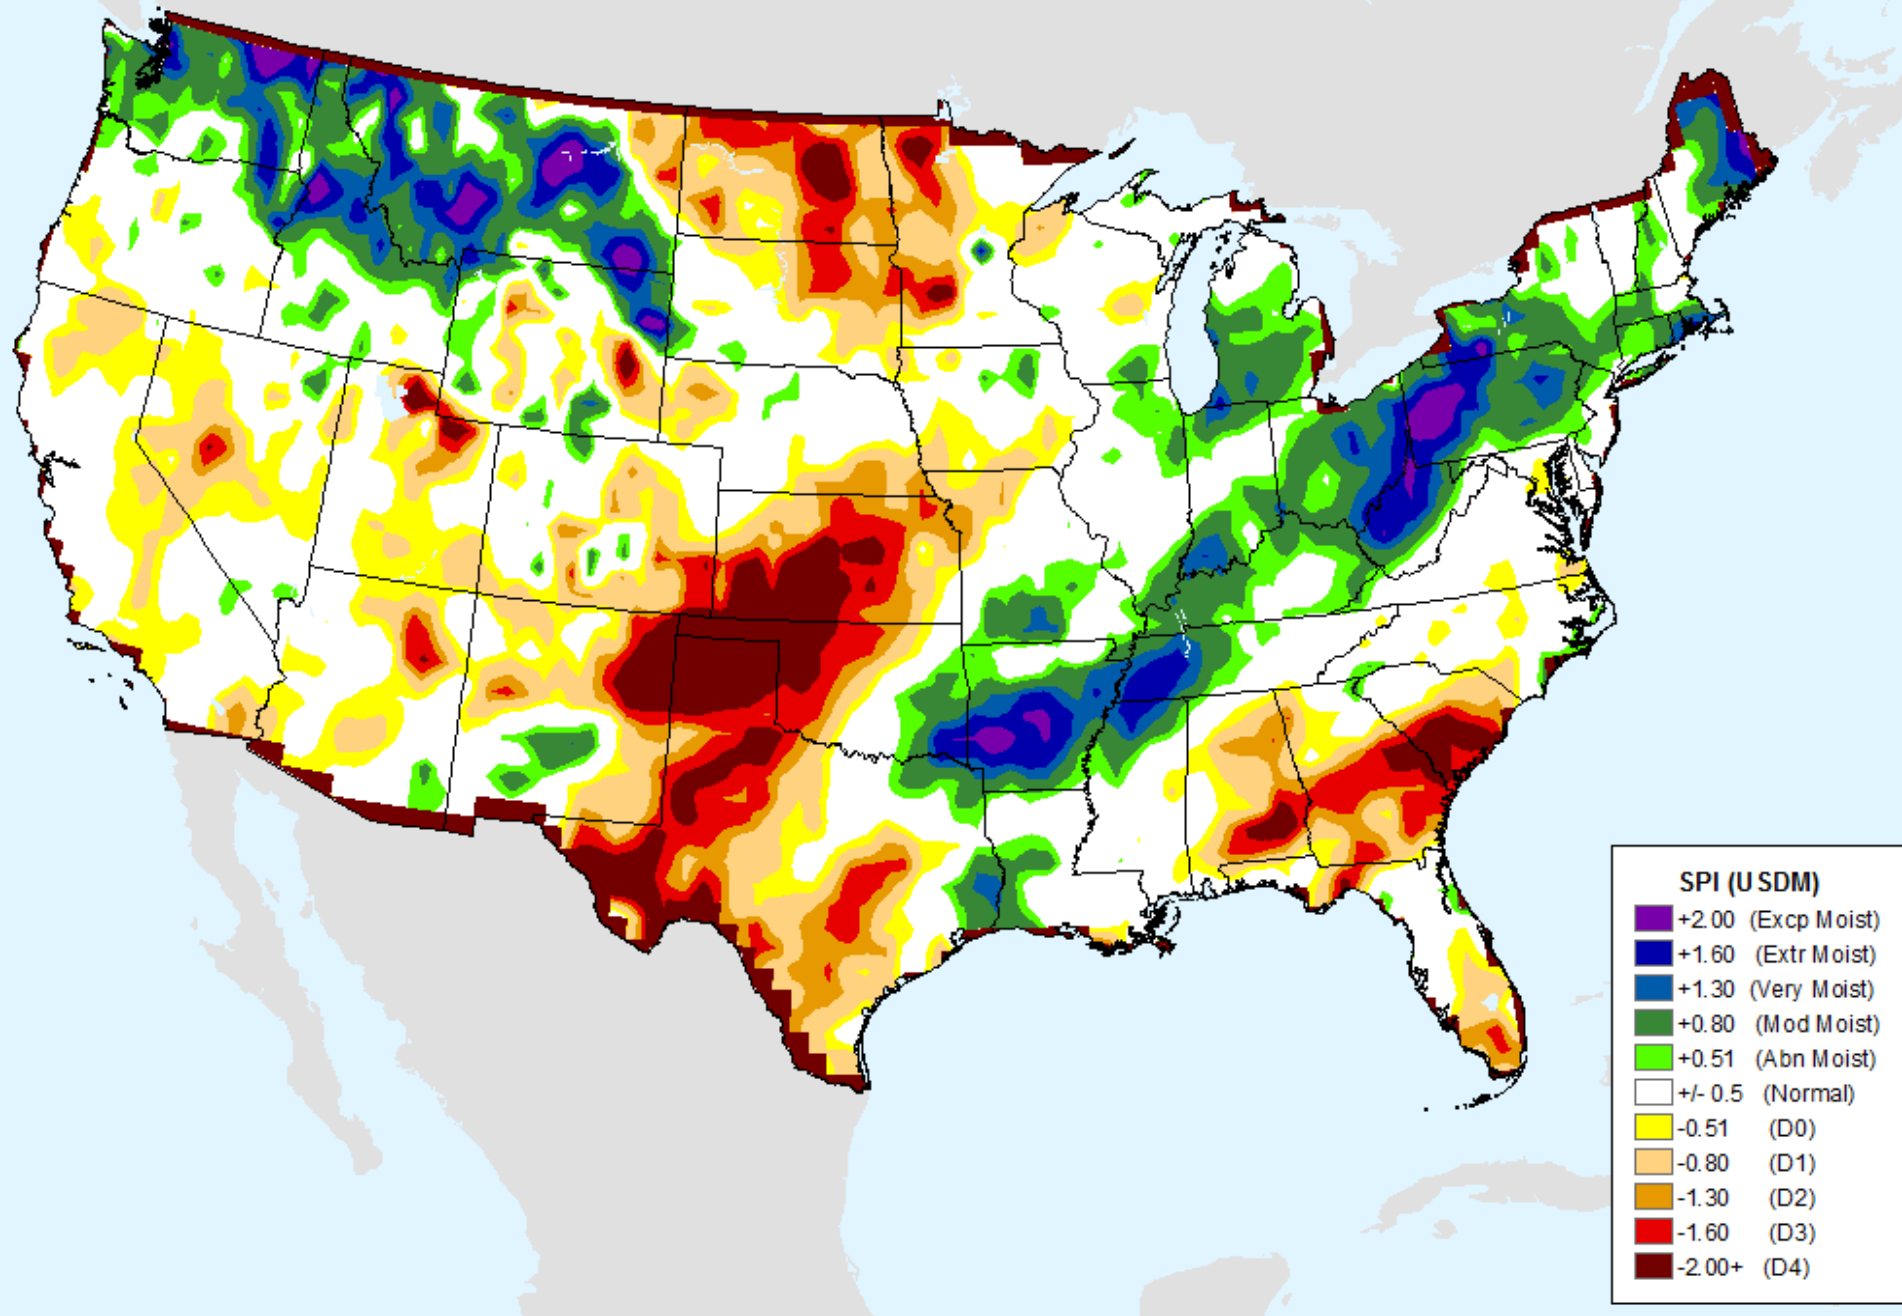 SPI (USDM)
+2.00 (Excp Moist)
+1.60 (Extr Moist)
+1.30 (Very Moist)
+0.80 (Mod Moist)
+0.51 (Abn Moist)
+/- 0.5 (Normal)
-0.51 (D0)
-0.80 (D1)
-1.30 (D2)
-1.60 (D3)
-2.00+ (D4)